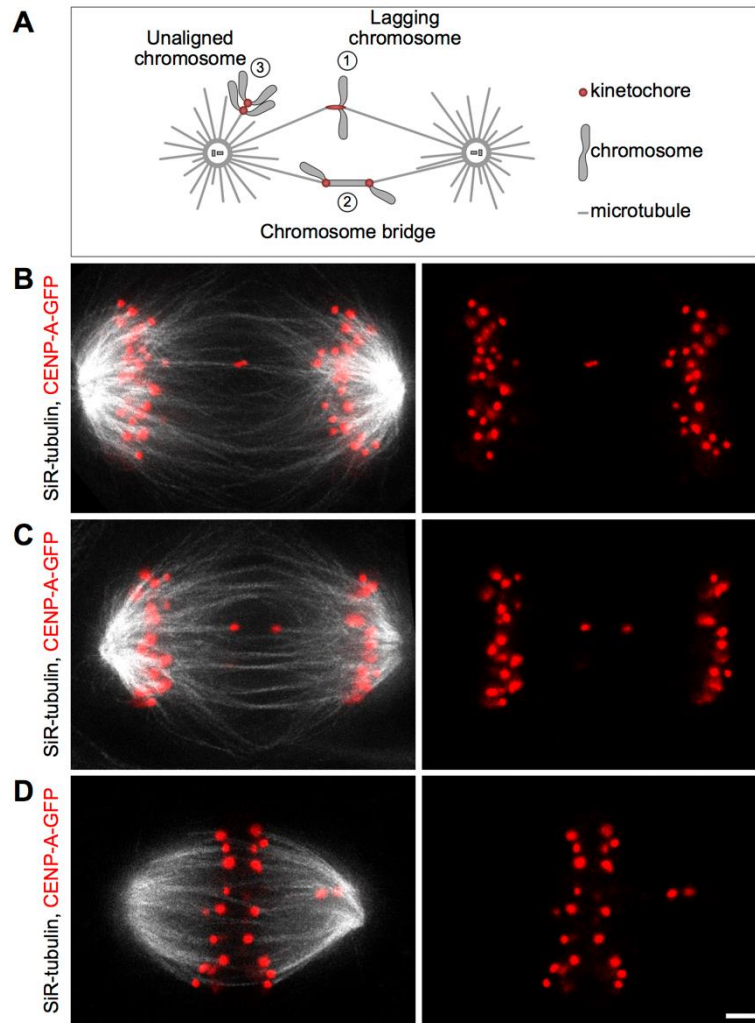 A
Unaligned
chromosome
③
Lagging
chromosome
①
②
Chromosome bridge
kinetochore
chromosome
microtubule
B
SiR-tubulin, CENP-A-GFP
C
SiR-tubulin, CENP-A-GFP
D
SiR-tubulin, CENP-A-GFP